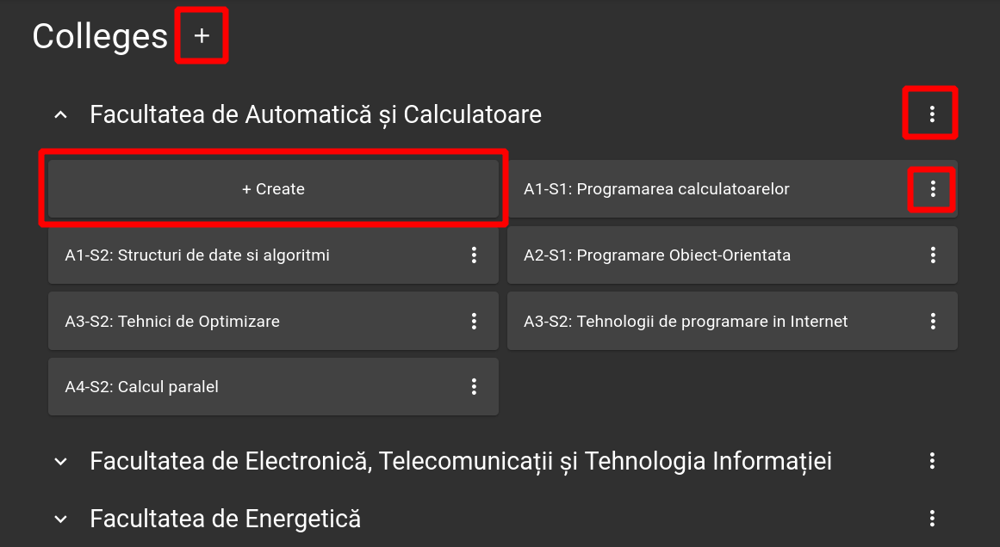 Colleges +
Facultatea de Automatică și Calculatoare
+ Create
A1-S1: Programarea calculatoarelor
A1-S2: Structuri de date si algoritmi
A2-S1: Programare Obiect-Orientata
A3-S2: Tehnici de Optimizare
A3-S2: Tehnologii de programare in Internet
A4-S2: Calcul paralel
Facultatea de Electronică, Telecomunicații și Tehnologia Informației
Facultatea de Energetică